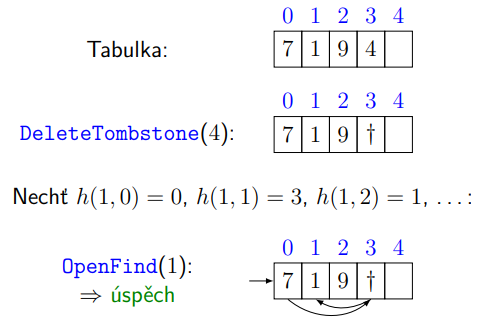 0 1 2 3 4
Tabulka: 7 1 9 4
0 1 2 3 4
DeleteTombstone(4): 7 1 9 †
Nechť h(1, 0) = 0, h(1, 1) = 3, h(1, 2) = 1, ...:
0 1 2 3 4
OpenFind(1): 7 1 9 †
⇒ úspěch